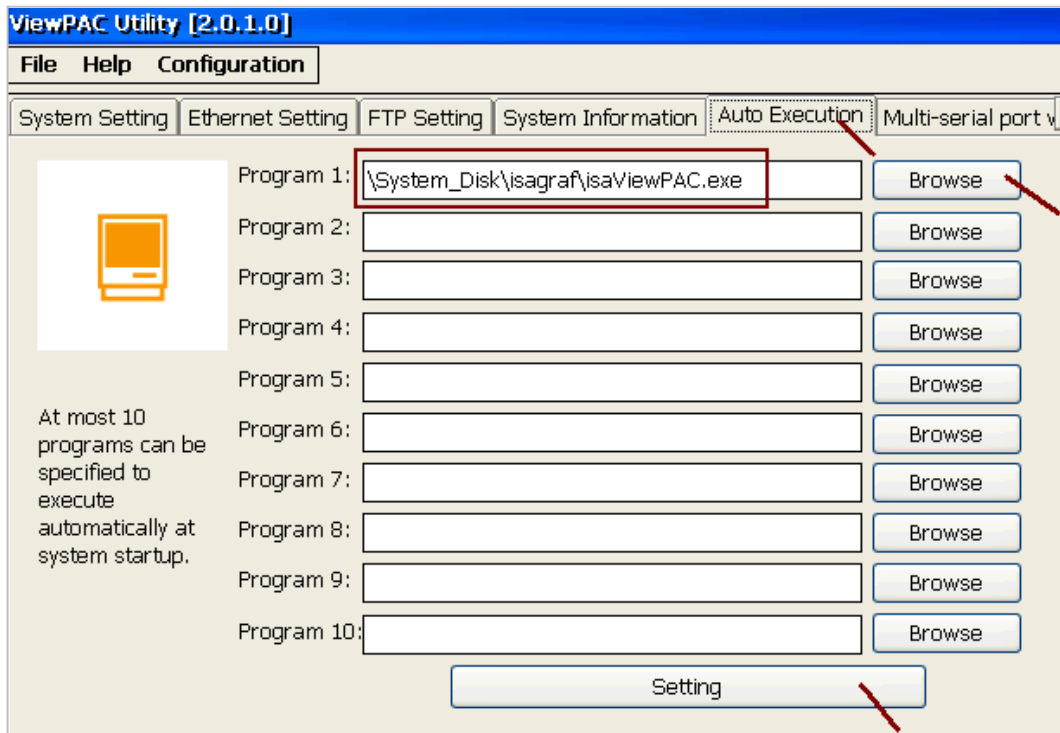 ViewPAC Utility [2.0.1.0]
File Help Configuration
System Setting Ethernet Setting FTP Setting System Information Auto Execution Multi-serial port
Program 1: \System_Disk\isagraf\isaViewPAC.exe Browse
Program 2: Browse
Program 3: Browse
Program 4: Browse
Program 5: Browse
Program 6: Browse
Program 7: Browse
Program 8: Browse
Program 9: Browse
Program 10: Browse
At most 10
programs can be
specified to
execute
automatically at
system startup.
Setting